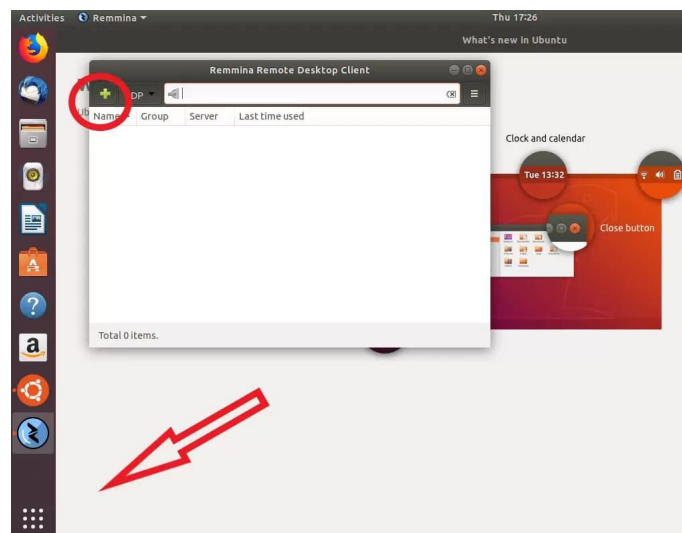 Activities Remmina Thu 17:26
What's new in Ubuntu
Remmina Remote Desktop Client
DP
Name Group Server Last time used
Clock and calendar
Tue 13:32
Close button
Total 0 items.
a